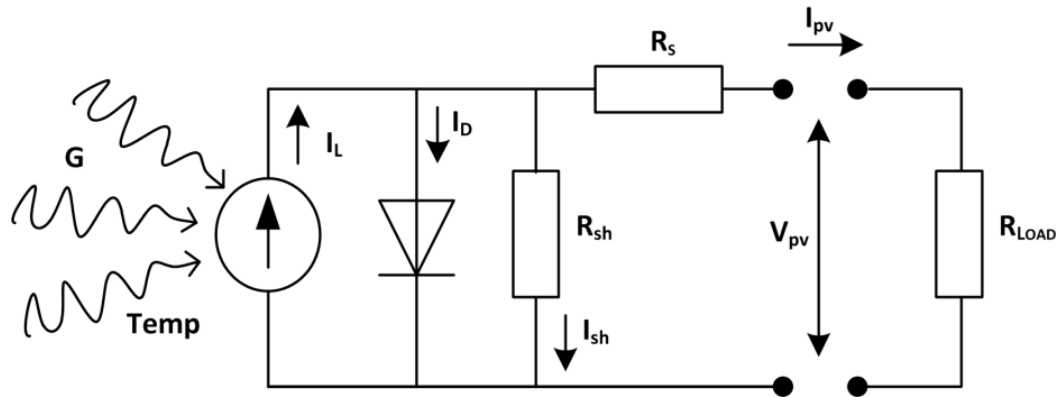 I_pv
R_s
I_D
I_L
G
R_sh
V_pv
R_LOAD
Temp
I_sh